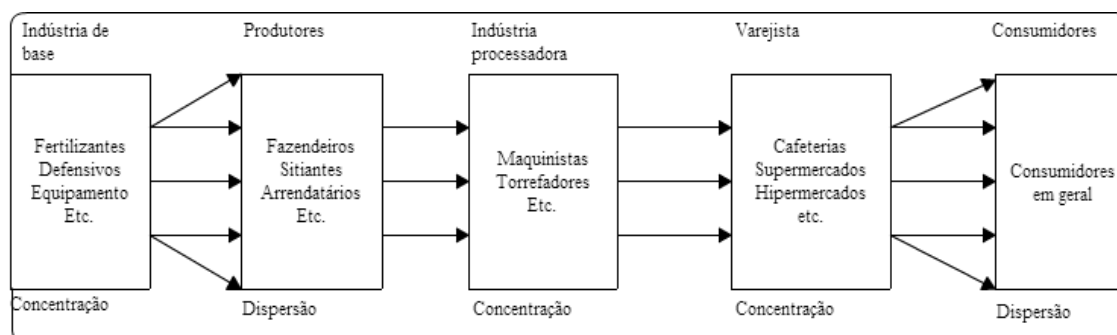 Indústria de
base
Produtores
Indústria
processadora
Varejista
Consumidores
Fertilizantes
Defensivos
Equipamento
Etc.
Fazendeiros
Sitiantes
Arrendatários
Etc.
Maquinistas
Torrefadores
Etc.
Cafeterias
Supermercados
Hipermercados
etc.
Consumidores
em geral
Concentração
Dispersão
Concentração
Concentração
Dispersão